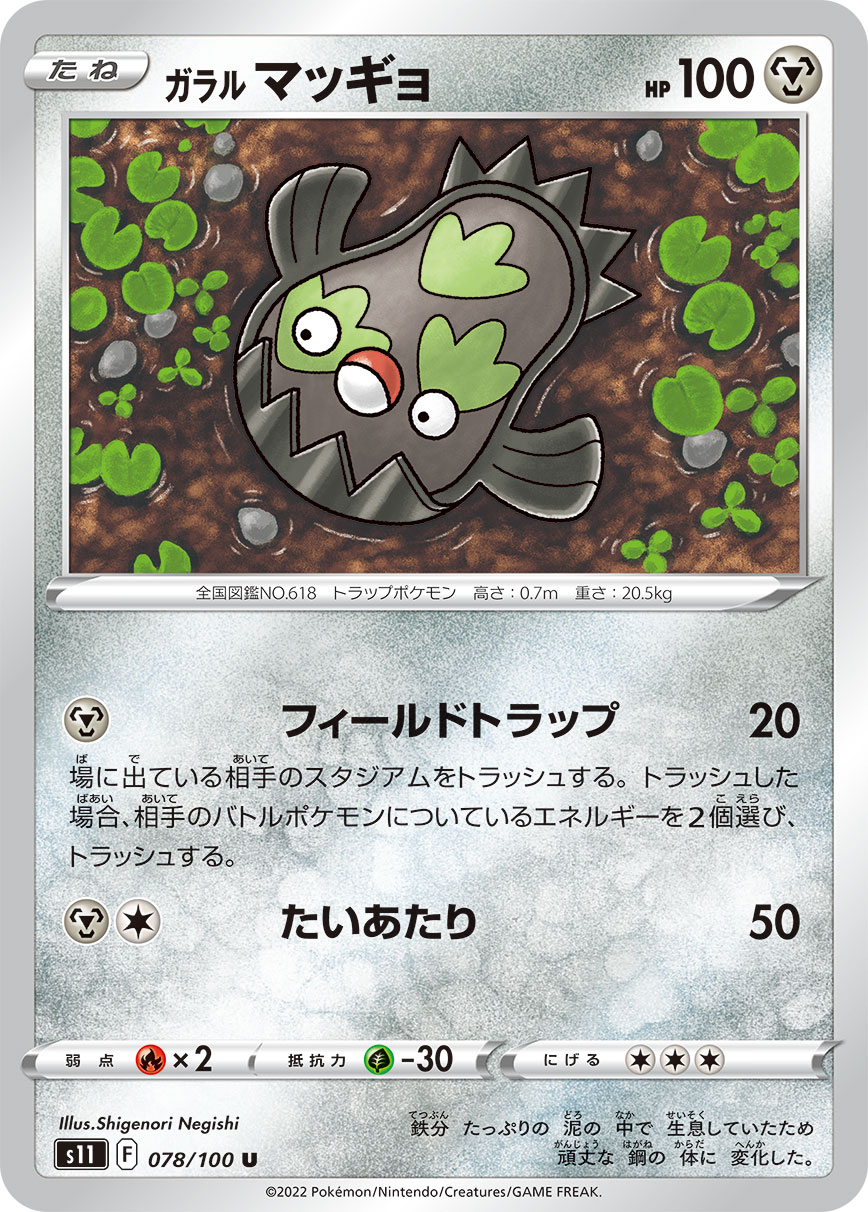 たね ガラル マッギョ HP 100
全国図鑑NO.618 トラップポケモン 高さ：0.7m 重さ：20.5kg
フィールドトラップ 20
場に出ている相手のスタジアムをトラッシュする。トラッシュした
場合、相手のバトルポケモンについているエネルギーを2個選び、
トラッシュする。
たいあたり 50
弱点 ×2 抵抗力 -30 にげる
Illus.Shigenori Negishi
鉄分たっぷりの泥の中で生息していたため
頑丈な鋼の体に変化した。
s11 F 078/100 U
©2022 Pokémon/Nintendo/Creatures/GAME FREAK.